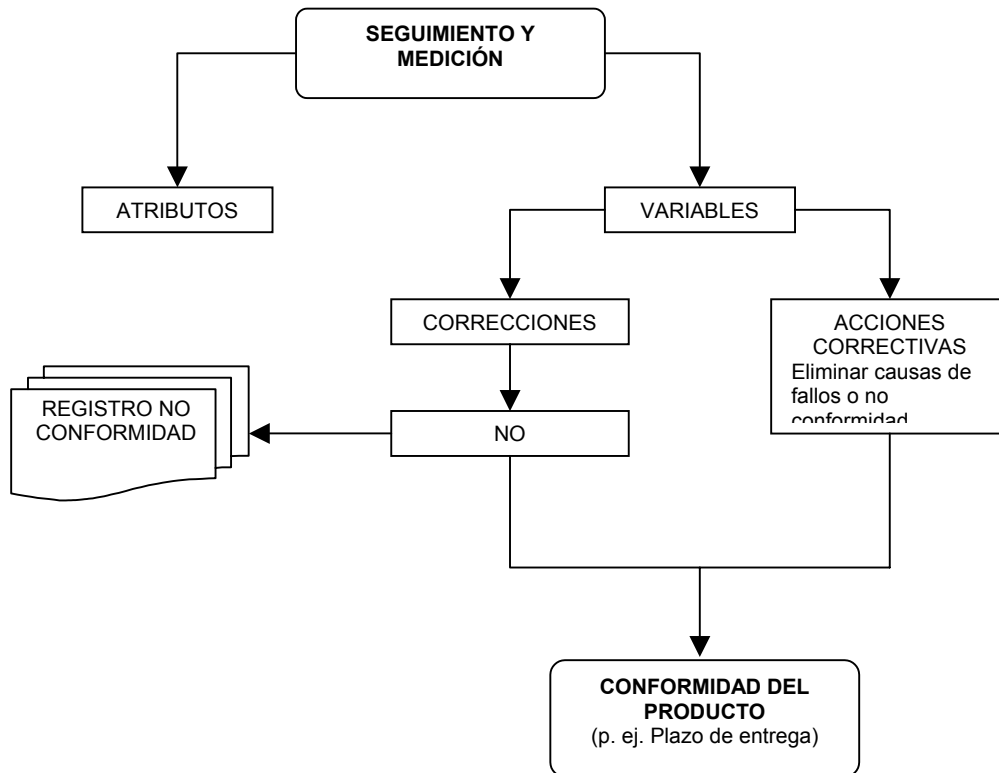 SEGUIMIENTO Y
MEDICIÓN
ATRIBUTOS
VARIABLES
CORRECCIONES
ACCIONES
CORRECTIVAS
Eliminar causas de
fallos o no
conformidad
REGISTRO NO
CONFORMIDAD
NO
CONFORMIDAD DEL
PRODUCTO
(p. ej. Plazo de entrega)